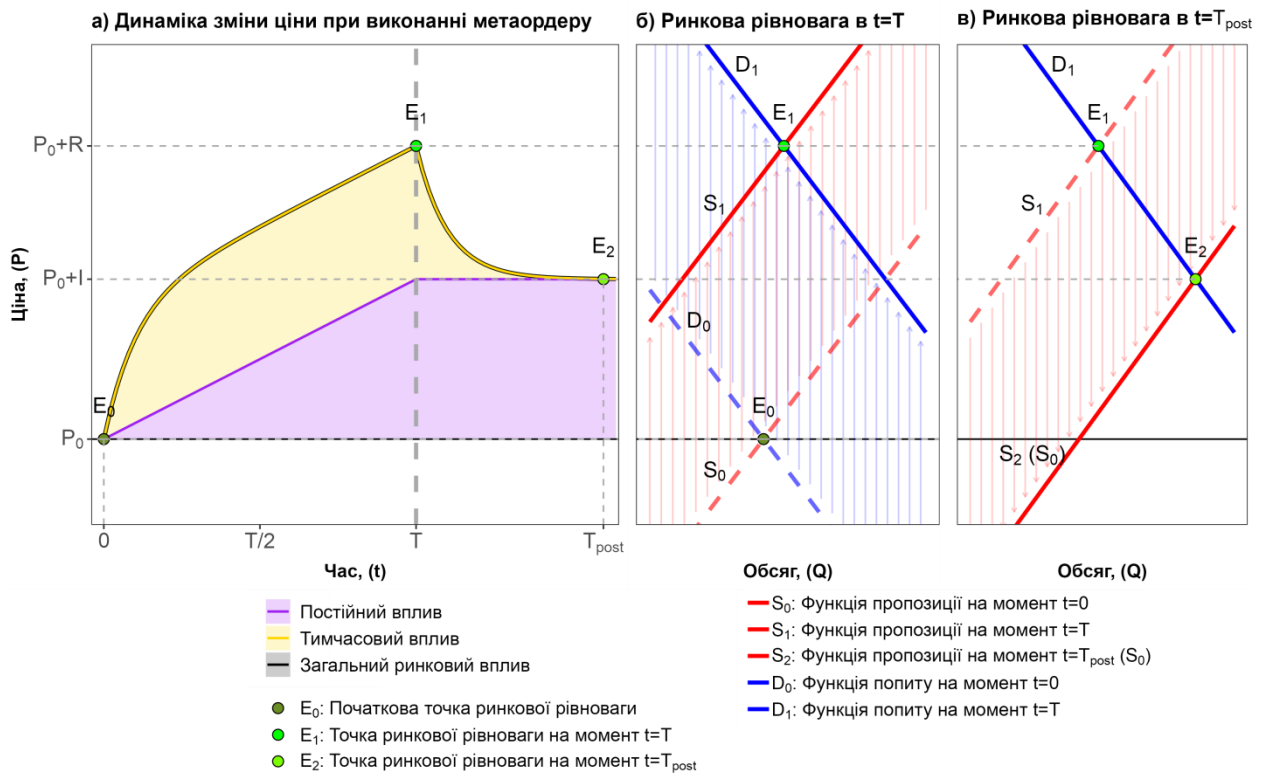 а) Динаміка зміни ціни при виконанні метаордеру
б) Ринкова рівновага в t=T
в) Ринкова рівновага в t=T_post
Ціна, (P)
P₀+R
P₀+I
P₀
E₀
E₁
E₂
0
T/2
T
T_post
Час, (t)
D₁
E₁
S₁
D₀
E₀
S₀
Обсяг, (Q)
D₁
E₁
S₁
E₂
S₂ (S₀)
Обсяг, (Q)
Постійний вплив
Тимчасовий вплив
Загальний ринковий вплив
E₀: Початкова точка ринкової рівноваги
E₁: Точка ринкової рівноваги на момент t=T
E₂: Точка ринкової рівноваги на момент t=T_post
S₀: Функція пропозиції на момент t=0
S₁: Функція пропозиції на момент t=T
S₂: Функція пропозиції на момент t=T_post (S₀)
D₀: Функція попиту на момент t=0
D₁: Функція попиту на момент t=T